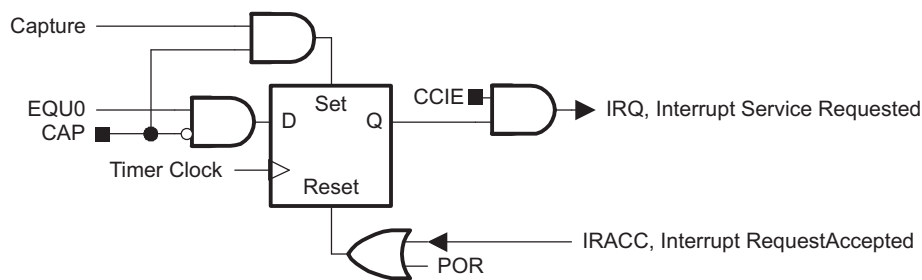 Capture
EQU0
CAP
Timer Clock
Set
D
Q
Reset
CCIE
IRQ, Interrupt Service Requested
IRACC, Interrupt RequestAccepted
POR